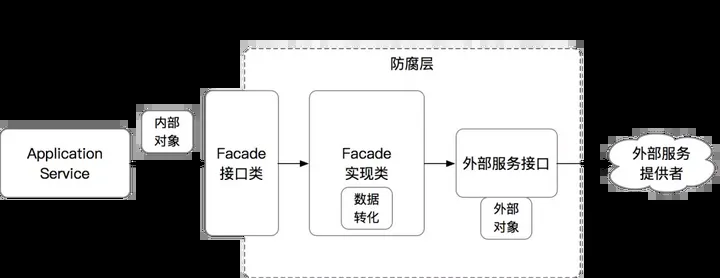 防腐层
内部
对象
Application
Service
Facade
接口类
Facade
实现类
数据
转化
外部服务接口
外部
对象
外部服务
提供者